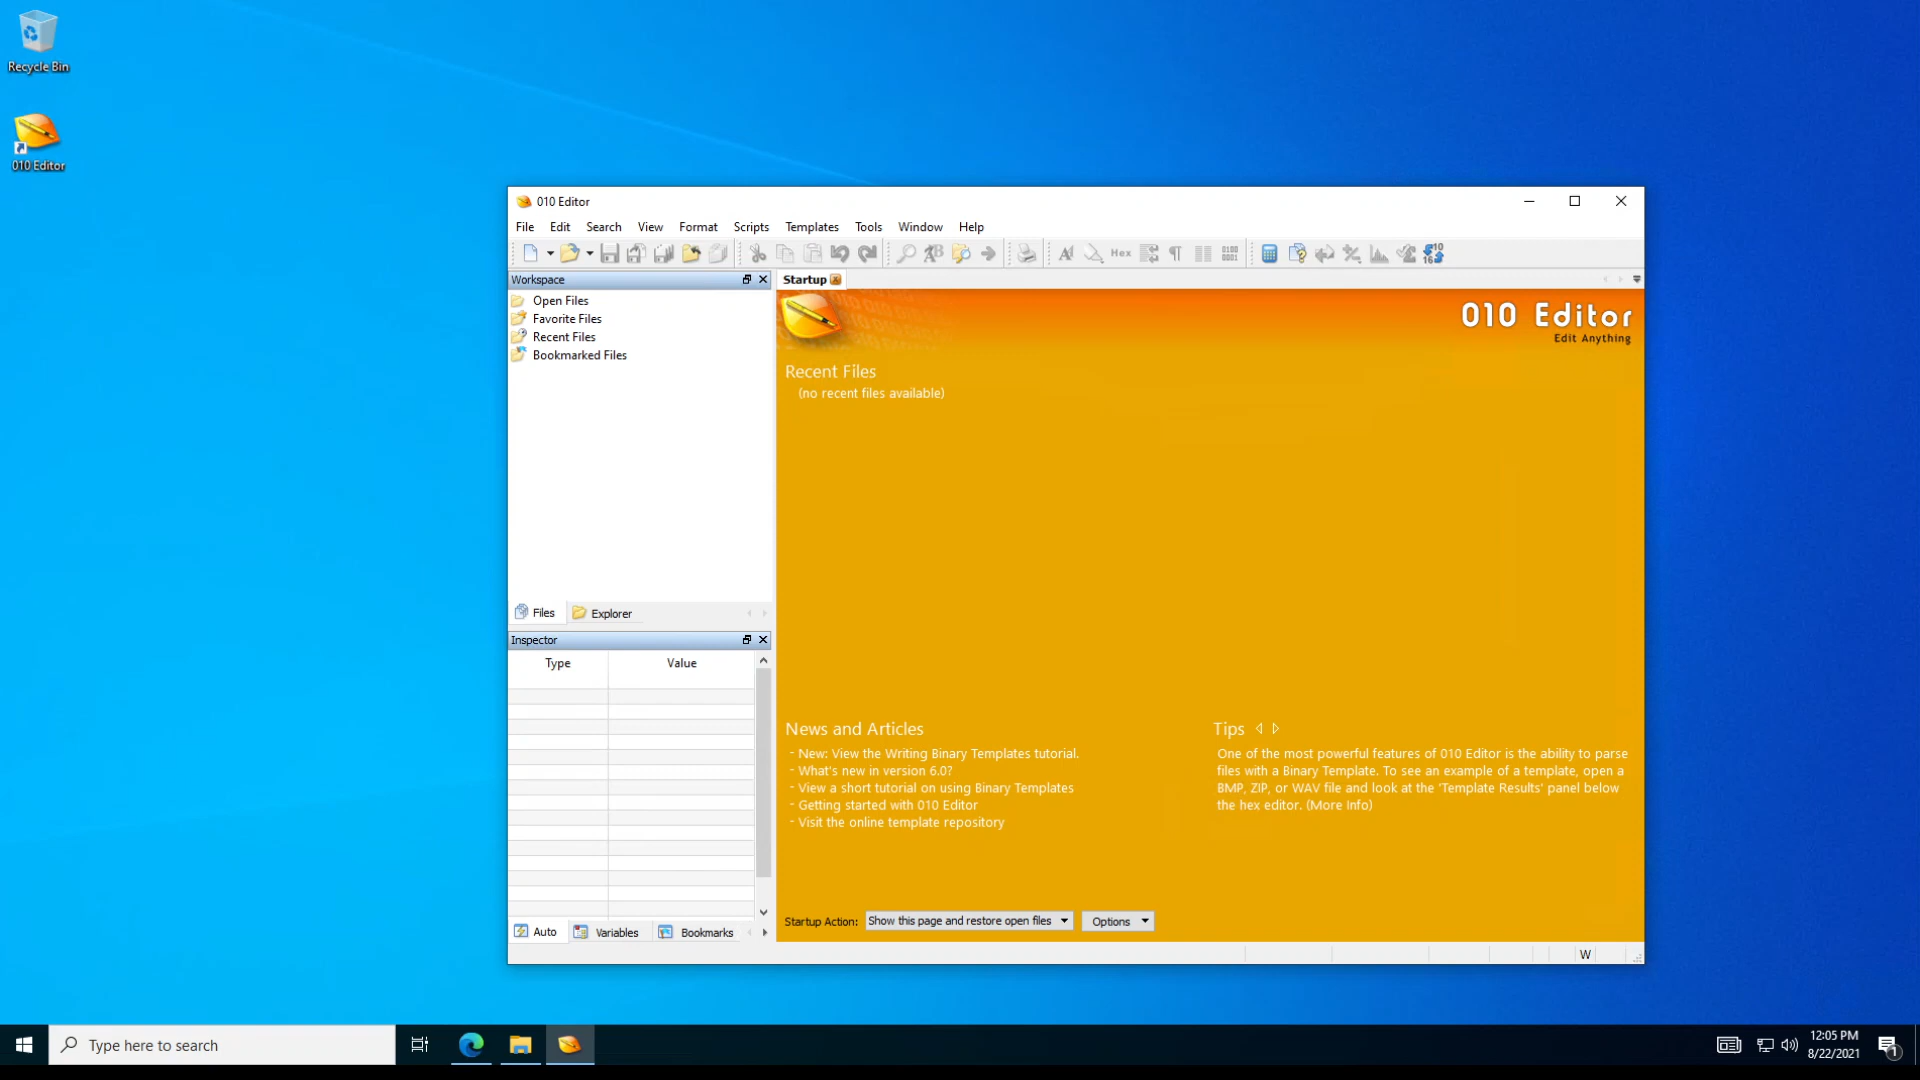 Recycle Bin
010 Editor
010 Editor
File Edit Search View Format Scripts Templates Tools Window Help
Hex
Workspace
Startup
Open Files
Favorite Files
Recent Files
Bookmarked Files
Files Explorer
Inspector
Type Value
Auto Variables Bookmarks
010 Editor
Edit Anything
Recent Files
(no recent files available)
News and Articles
- New: View the Writing Binary Templates tutorial.
- What's new in version 6.0?
- View a short tutorial on using Binary Templates
- Getting started with 010 Editor
- Visit the online template repository
Tips
One of the most powerful features of 010 Editor is the ability to parse
files with a Binary Template. To see an example of a template, open a
BMP, ZIP, or WAV file and look at the 'Template Results' panel below
the hex editor. (More Info)
Startup Action: Show this page and restore open files Options
W
Type here to search
12:05 PM
8/22/2021
1